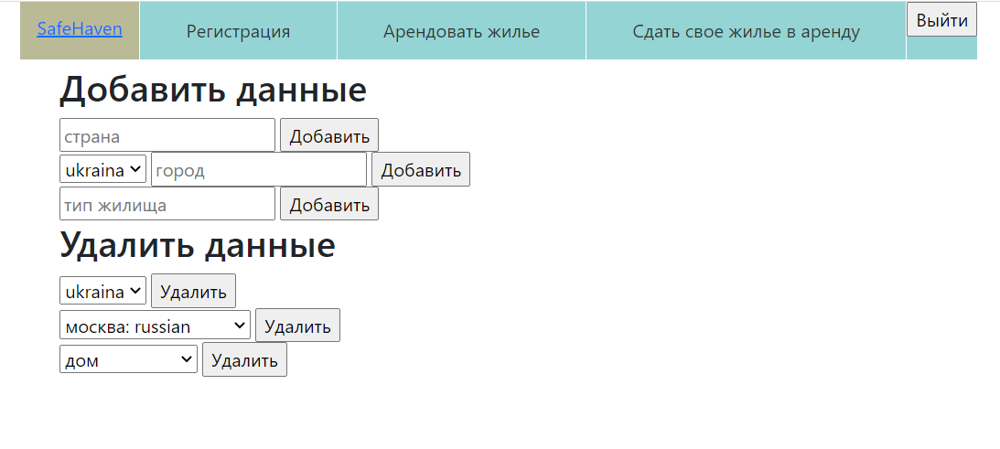 SafeHaven Регистрация Арендовать жилье Сдать свое жилье в аренду Выйти
Добавить данные
страна Добавить
ukraina город Добавить
тип жилища Добавить
Удалить данные
ukraina Удалить
москва: russian Удалить
дом Удалить